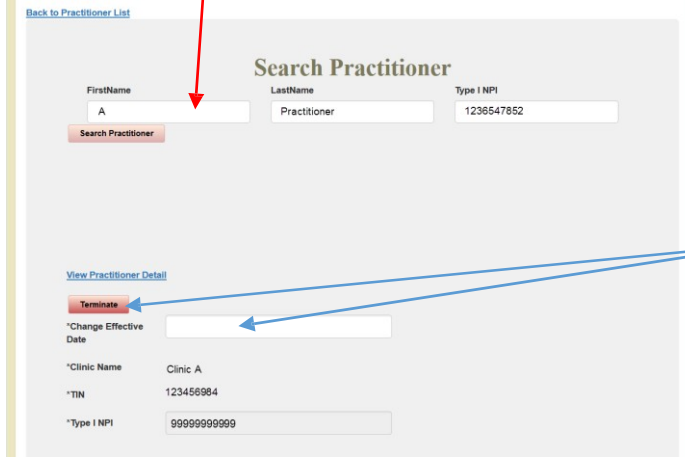 Back to Practitioner List
Search Practitioner
FirstName LastName Type I NPI
A Practitioner 1236547852
Search Practitioner
View Practitioner Detail
Terminate
*Change Effective
Date
*Clinic Name Clinic A
*TIN 123456984
*Type I NPI 99999999999